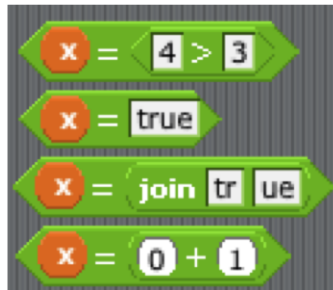 x = 4 > 3
x = true
x = join tr ue
x = 0 + 1